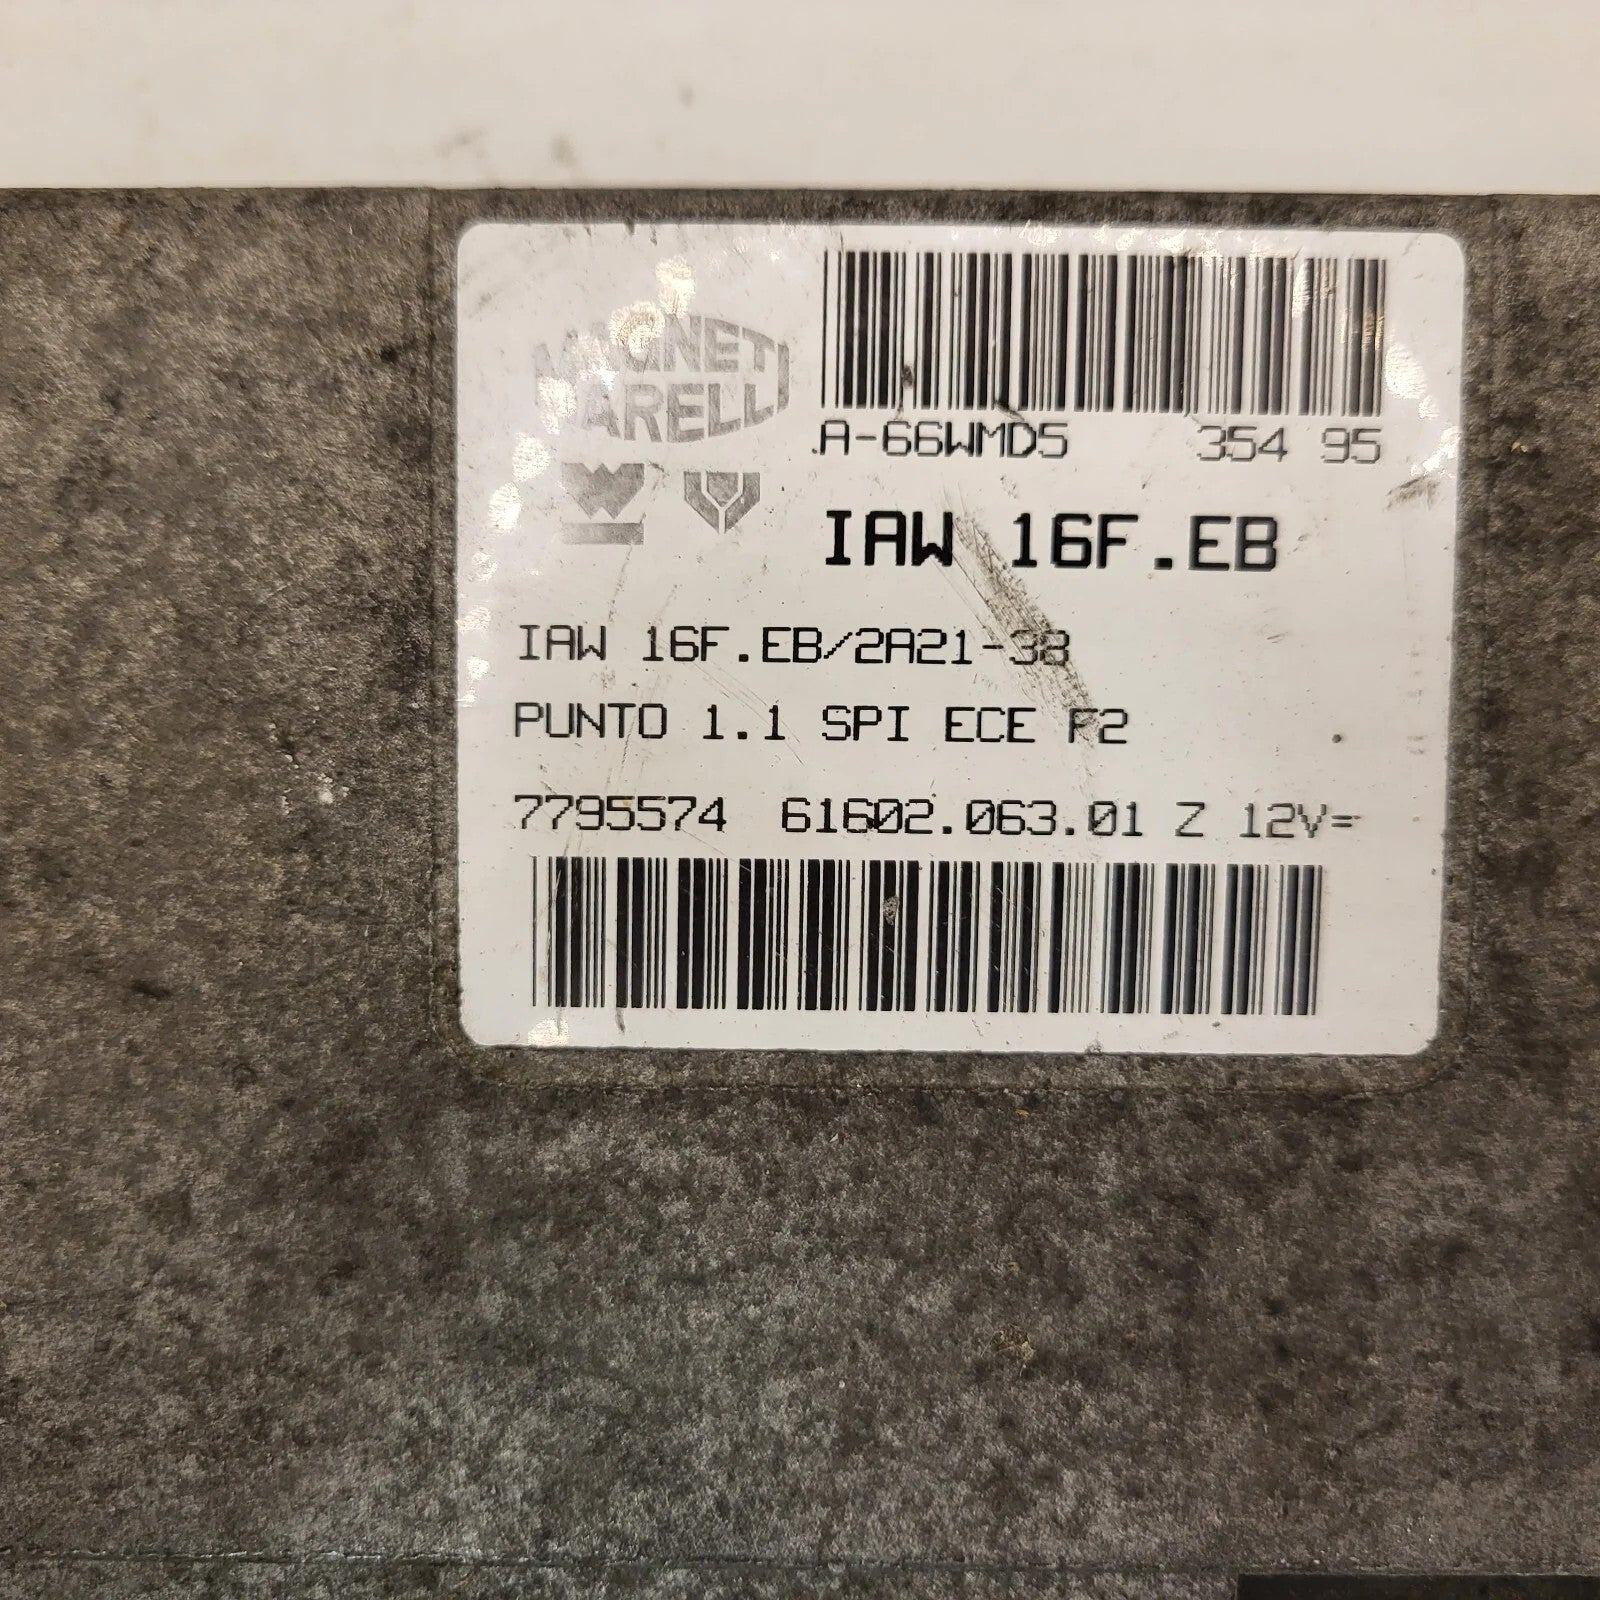 MAGNETI
MARELLI
.A-66WMD5 354 95
IAW 16F.EB
IAW 16F.EB/2A21-38
PUNTO 1.1 SPI ECE F2
7795574 61602.063.01 Z 12V=